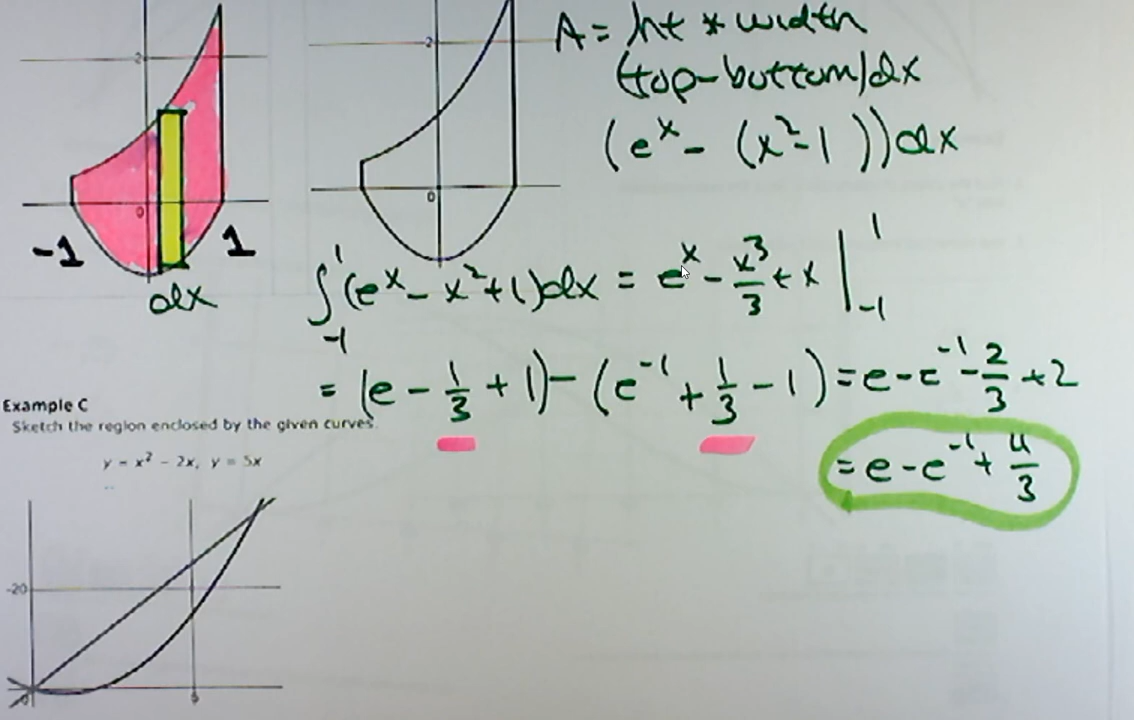 A = ht * width
(top-bottom)dx
(e^x - (x^2-1))dx
2
0
-1
1
dx
2
0
∫_{-1}^{1} (e^x - x^2+1)dx = e^x - x^3/3 + x |_{-1}^{1}
= (e - 1/3 + 1) - (e^{-1} + 1/3 - 1) = e - e^{-1} - 2/3 + 2
= e - e^{-1} + 4/3
Example C
Sketch the region enclosed by the given curves.
y = x^2 - 2x, y = 5x
-20
0
5